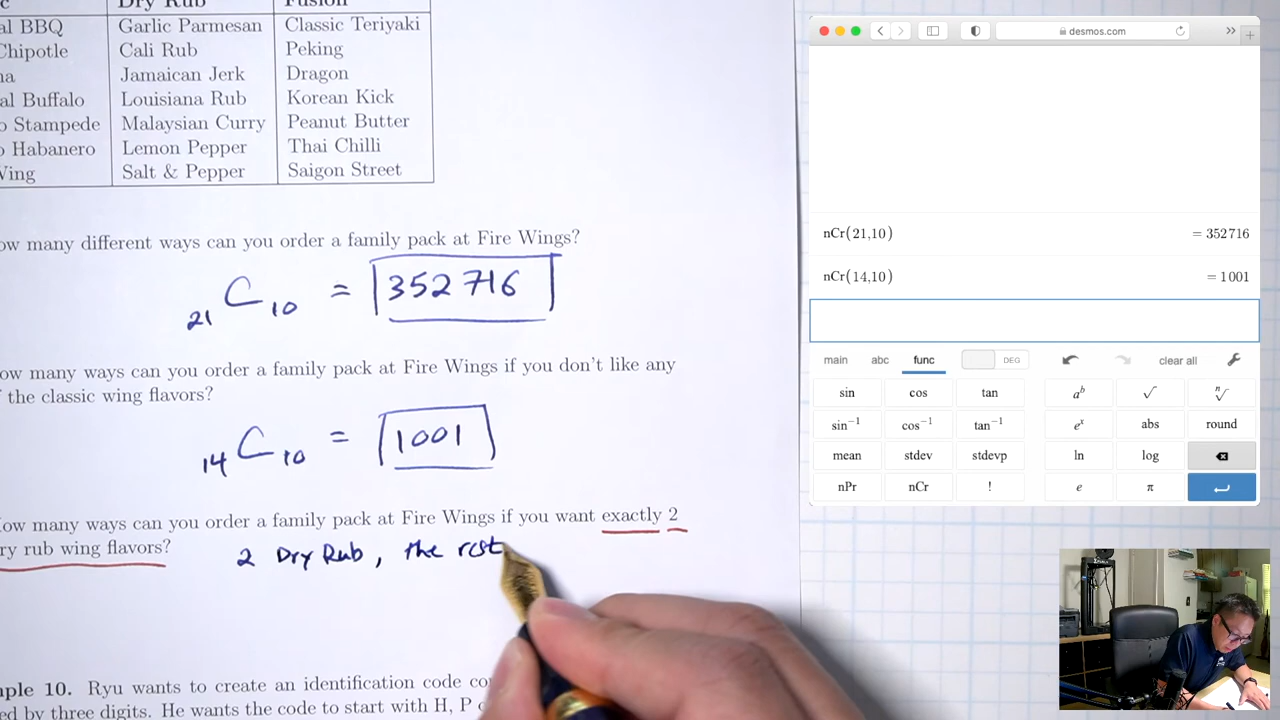 Dry Rub Fusion
al BBQ Garlic Parmesan Classic Teriyaki
Chipotle Cali Rub Peking
na Jamaican Jerk Dragon
al Buffalo Louisiana Rub Korean Kick
o Stampede Malaysian Curry Peanut Butter
o Habanero Lemon Pepper Thai Chilli
Wing Salt & Pepper Saigon Street
ow many different ways can you order a family pack at Fire Wings?
21 C 10 = 352716
ow many ways can you order a family pack at Fire Wings if you don't like any
the classic wing flavors?
14 C 10 = 1001
How many ways can you order a family pack at Fire Wings if you want exactly 2
ry rub wing flavors?
2 Dry Rub, the rest
mple 10. Ryu wants to create an identification code co
ed by three digits. He wants the code to start with H, P
desmos.com
nCr(21,10) = 352716
nCr(14,10) = 1001
main abc func DEG clear all
sin cos tan a^b √ ⁿ√
sin⁻¹ cos⁻¹ tan⁻¹ eˣ abs round
mean stdev stdevp ln log
nPr nCr ! e π